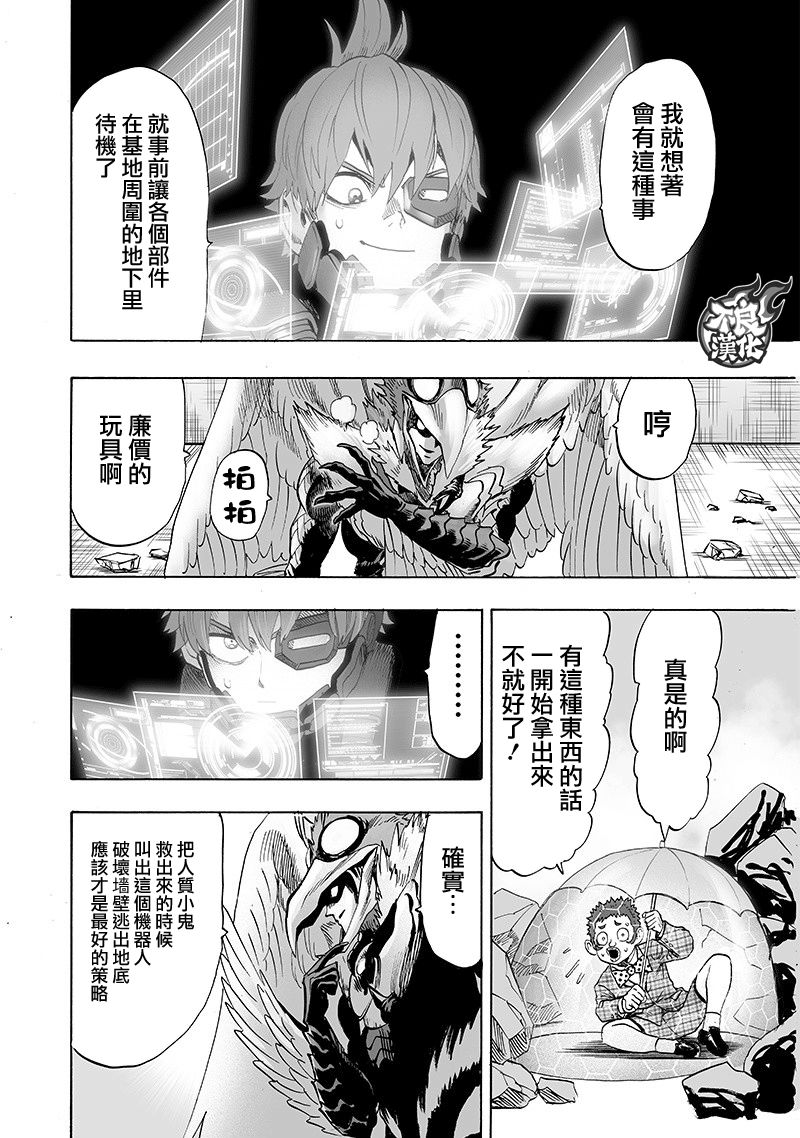 我就想著
會有這種事
就事前讓各個部件
在基地周圍的地下里
待機了
不良
漢化
哼
拍拍
廉價的
玩具啊
真是的啊
有這種東西的話
一開始拿出來
不就好了！
………
確實…
把人質小鬼
救出來的時候
叫出這個機器人
破壞墙壁逃出地底
應該才是最好的策略